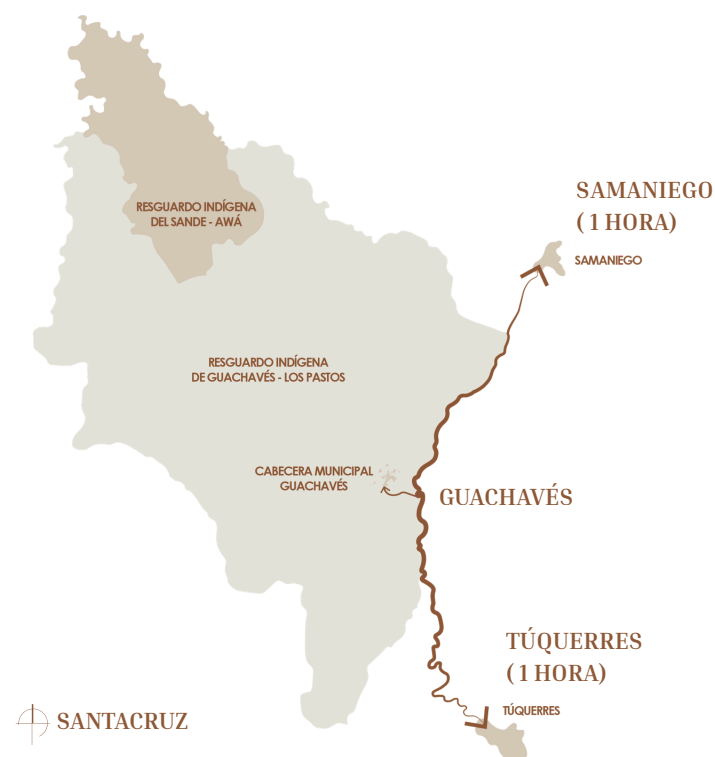 SAMANIEGO
( 1 HORA)
RESGUARDO INDÍGENA
DEL SANDE - AWÁ
SAMANIEGO
RESGUARDO INDÍGENA
DE GUACHAVÉS - LOS PASTOS
CABECERA MUNICIPAL
GUACHAVÉS
GUACHAVÉS
TÚQUERRES
( 1 HORA)
TÚQUERRES
SANTACRUZ